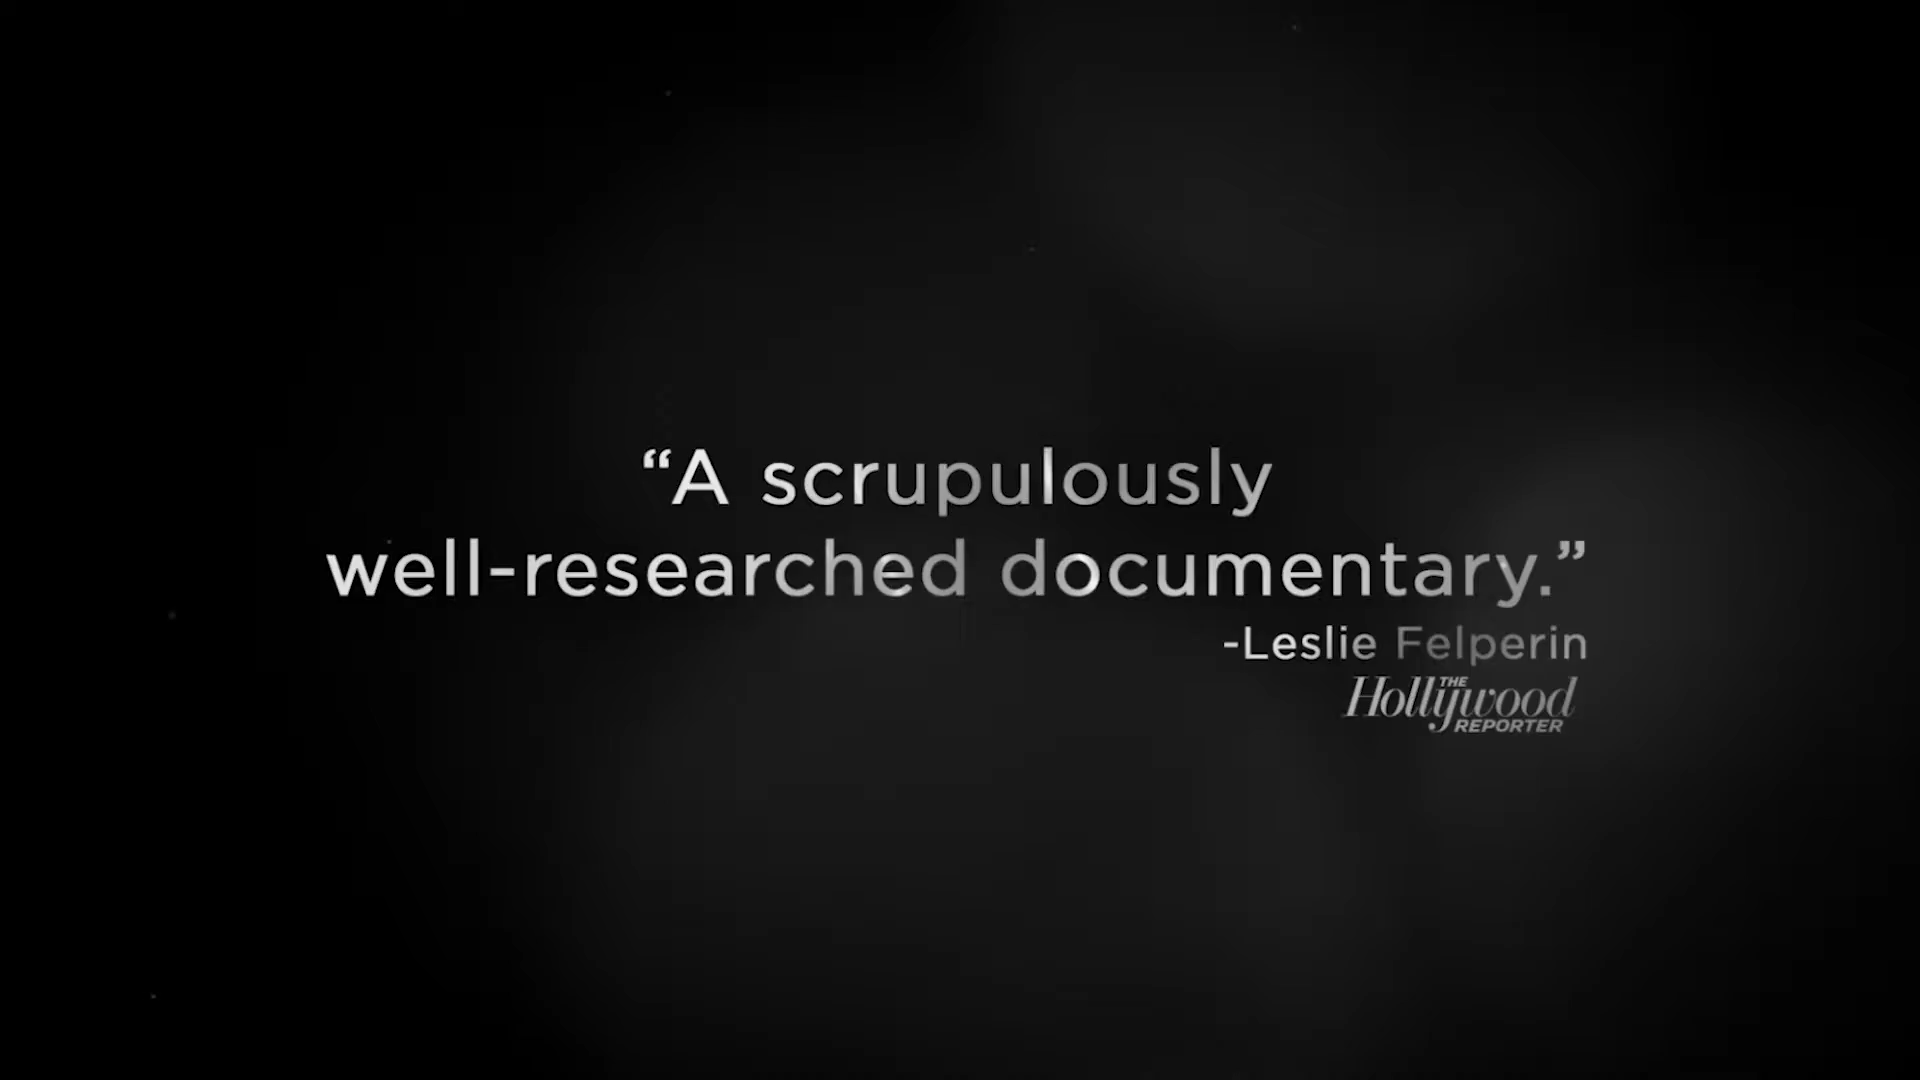 “A scrupulously
well-researched documentary.”
-Leslie Felperin
THE
Hollywood
REPORTER